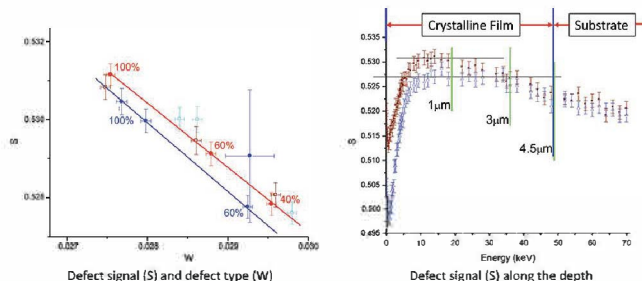 0.532
100%
0.530
100%
S
60%
0.528
40%
60%
0.027
0.028
0.029
0.030
W
Defect signal (S) and defect type (W)
Crystalline Film
Substrate
0.535
0.530
0.525
0.520
0.515
0.510
0.505
0.500
0.495
S
1μm
3μm
4.5μm
0
10
20
30
40
50
60
70
Energy (keV)
Defect signal (S) along the depth